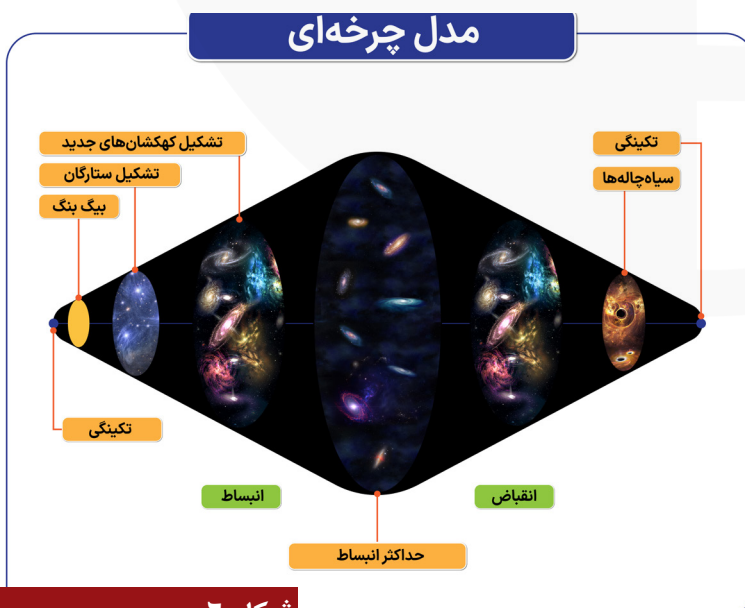 مدل چرخه‌ای
تکینگی
سیاه‌چاله‌ها
تشکیل کهکشان‌های جدید
تشکیل ستارگان
بیگ بنگ
تکینگی
انقباض
انبساط
حداکثر انبساط